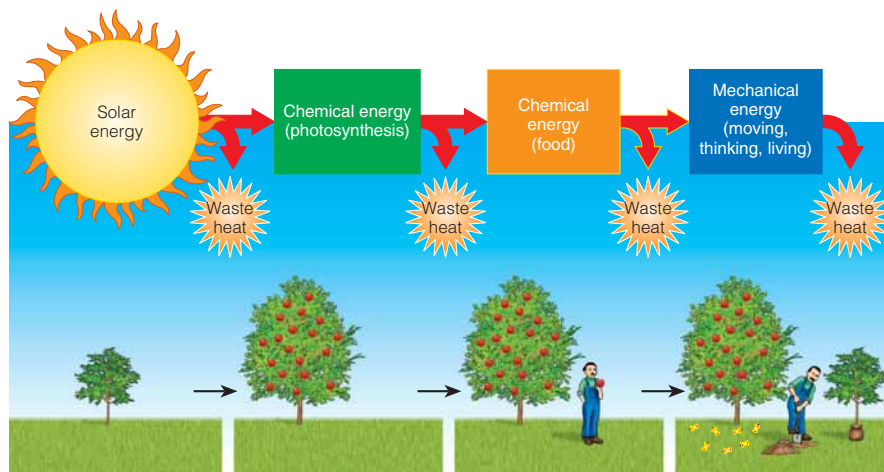 Solar
energy
Chemical energy
(photosynthesis)
Chemical
energy
(food)
Mechanical
energy
(moving,
thinking, living)
Waste
heat
Waste
heat
Waste
heat
Waste
heat